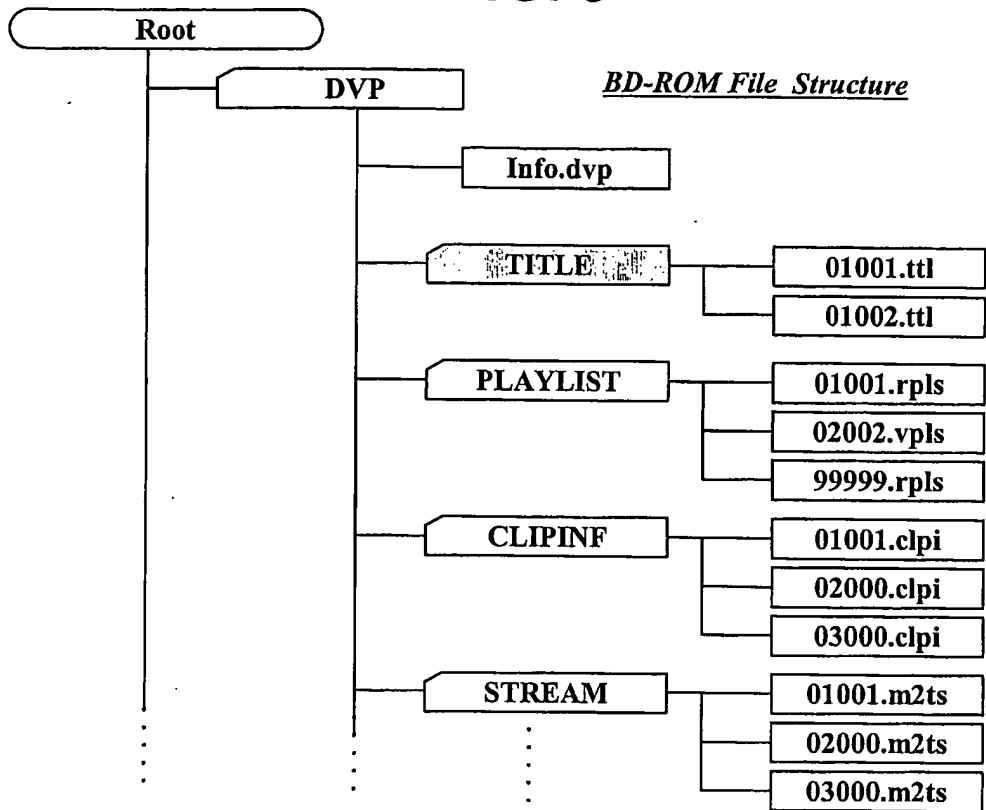 Root
DVP
BD-ROM File Structure
Info.dvp
TITLE
01001.ttl
01002.ttl
PLAYLIST
01001.rpls
02002.vpls
99999.rpls
CLIPINF
01001.clpi
02000.clpi
03000.clpi
STREAM
01001.m2ts
02000.m2ts
03000.m2ts